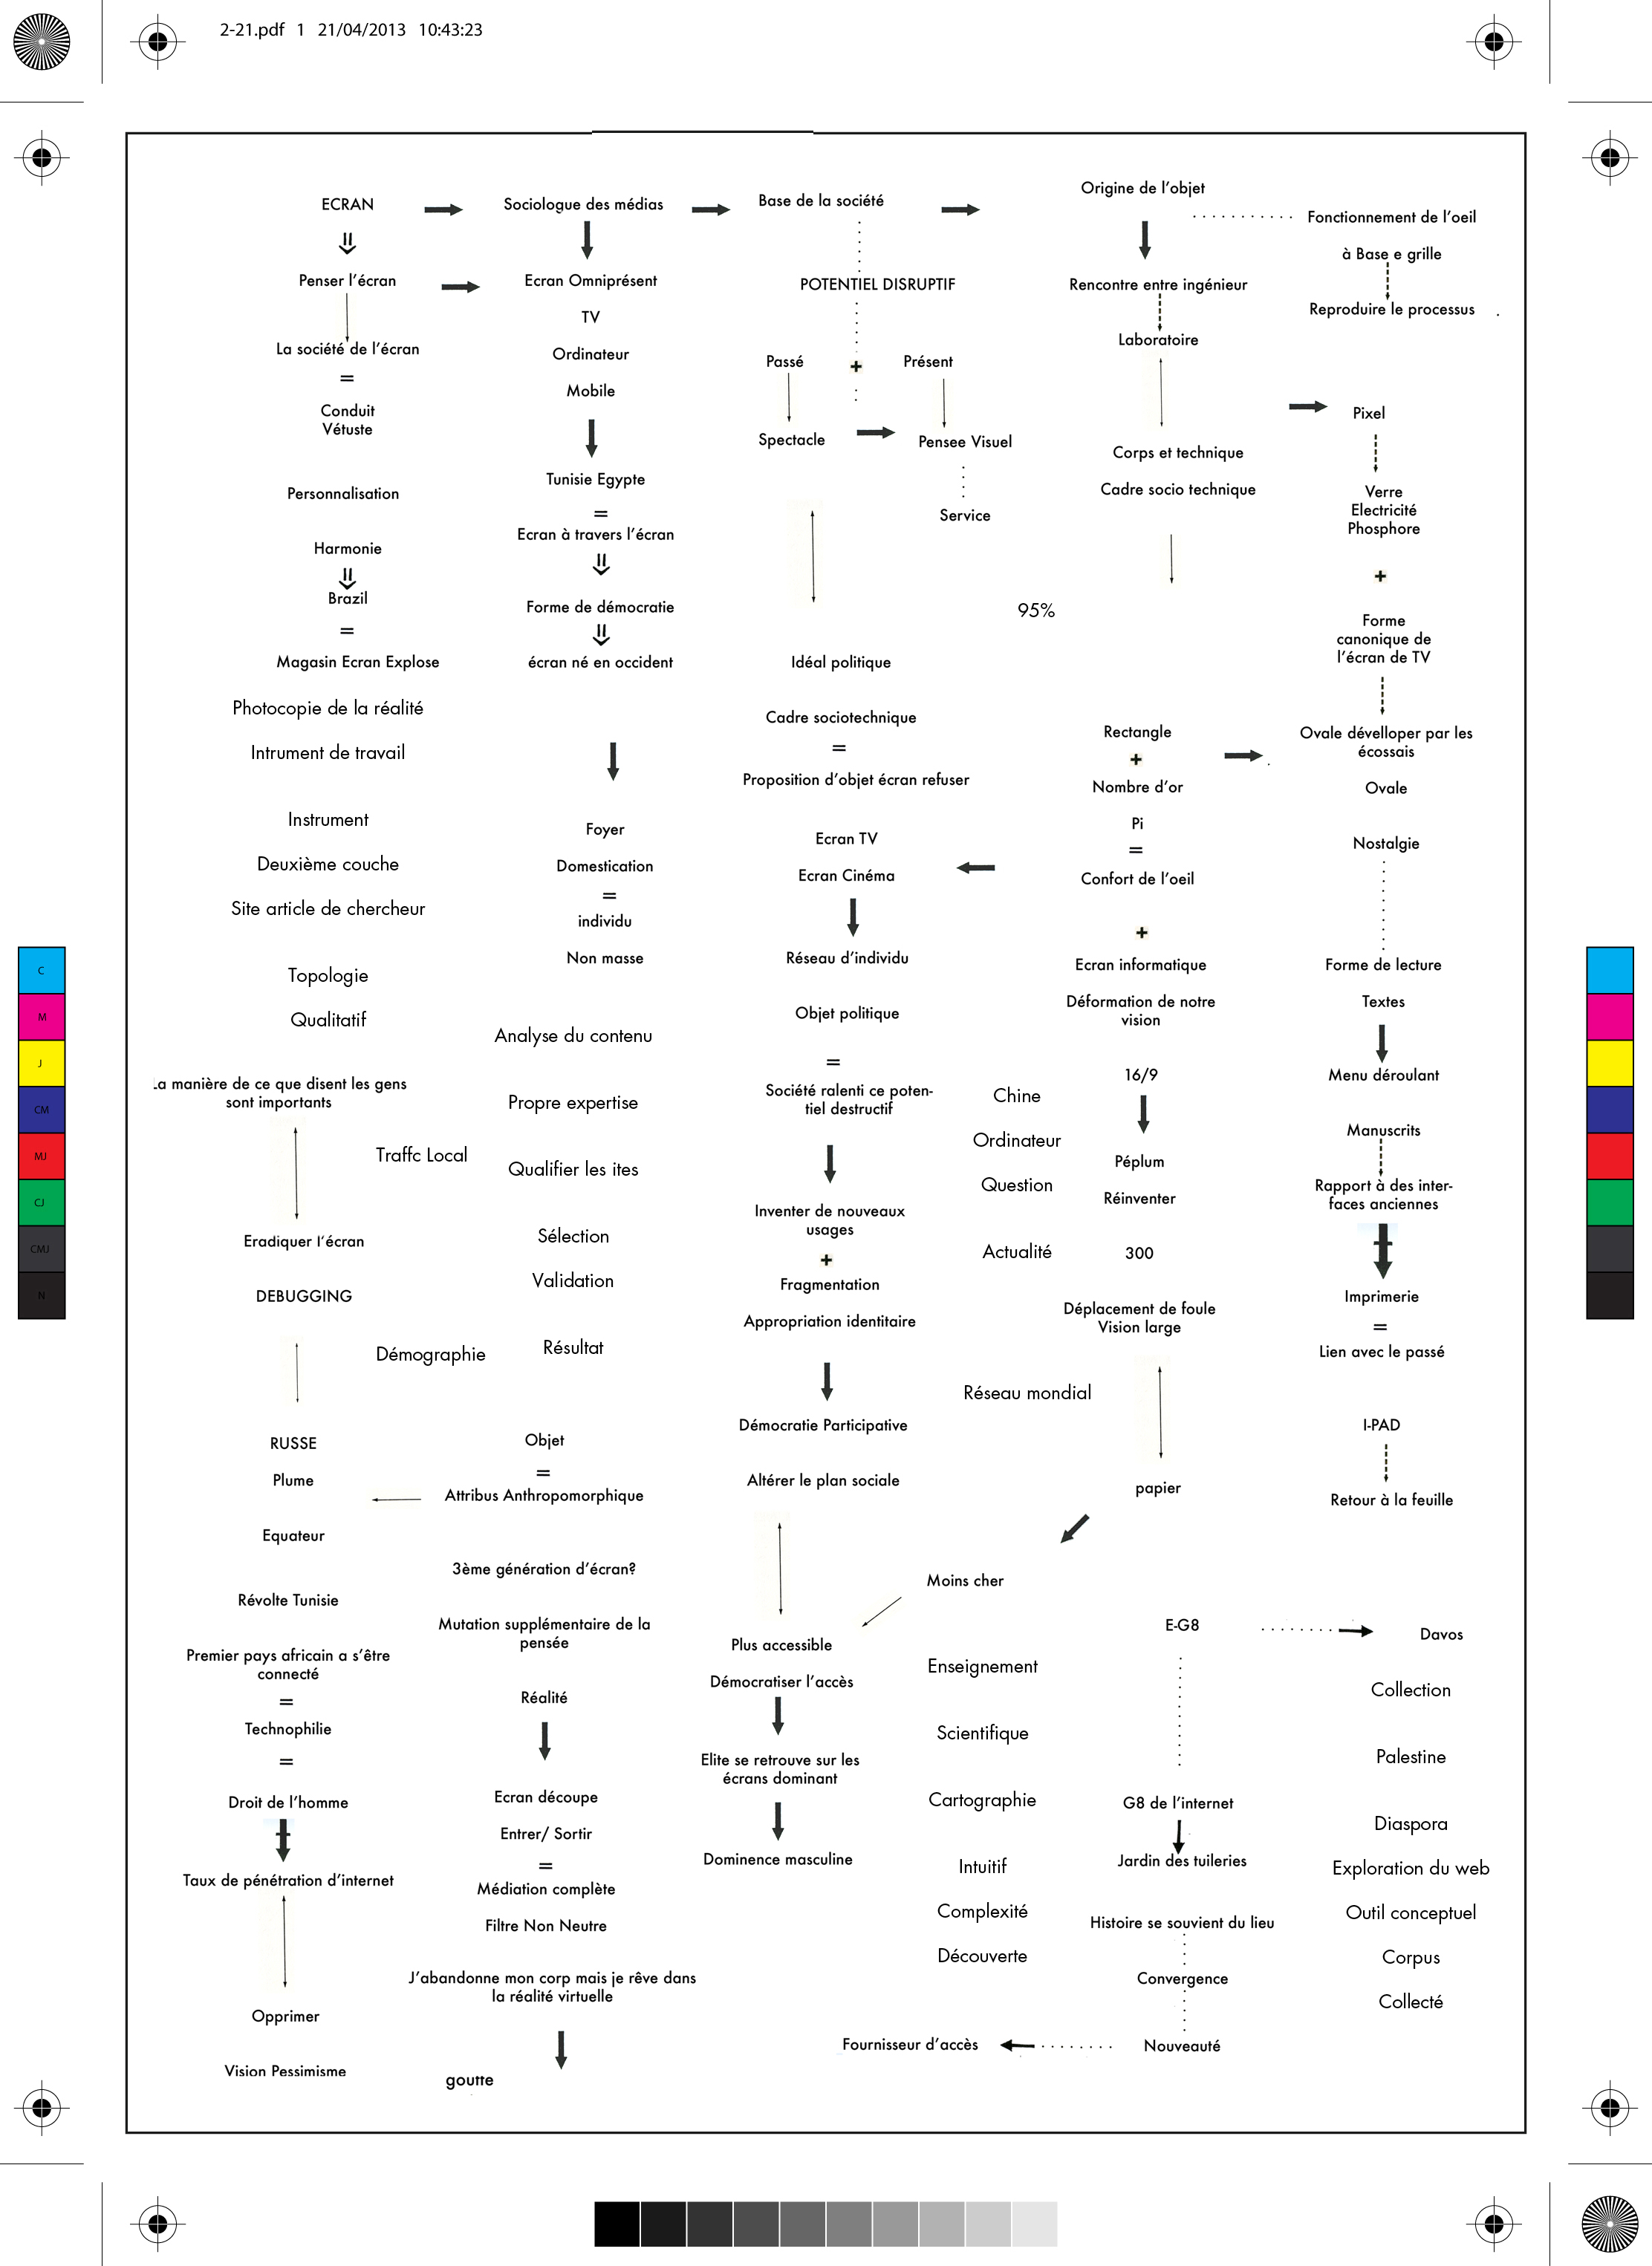 2-21.pdf 1 21/04/2013 10:43:23
ECRAN
Penser l'écran
La société de l'écran
=
Conduit
Vétuste
Personnalisation
Harmonie
Brazil
=
Magasin Ecran Explose
Photocopie de la réalité
Intrument de travail
Instrument
Deuxième couche
Site article de chercheur
Topologie
Qualitatif
La manière de ce que disent les gens
sont importants
Traffc Local
Eradiquer l'écran
DEBUGGING
Démographie
RUSSE
Plume
Equateur
Révolte Tunisie
Premier pays africain a s'être
connecté
=
Technophilie
=
Droit de l'homme
Taux de pénétration d'internet
Opprimer
Vision Pessimisme
Sociologue des médias
Ecran Omniprésent
TV
Ordinateur
Mobile
Tunisie Egypte
=
Ecran à travers l'écran
Forme de démocratie
écran né en occident
Foyer
Domestication
=
individu
Non masse
Analyse du contenu
Propre expertise
Qualifier les ites
Sélection
Validation
Résultat
Objet
=
Attribus Anthropomorphique
3ème génération d'écran?
Mutation supplémentaire de la
pensée
Réalité
Ecran découpe
Entrer/ Sortir
=
Médiation complète
Filtre Non Neutre
J'abandonne mon corp mais je rêve dans
la réalité virtuelle
goutte
Base de la société
POTENTIEL DISRUPTIF
Passé + Présent
Spectacle Pensee Visuel
Service
95%
Idéal politique
Cadre sociotechnique
=
Proposition d'objet écran refuser
Ecran TV
Ecran Cinéma
Réseau d'individu
Objet politique
=
Société ralenti ce poten-
tiel destructif
Inventer de nouveaux
usages
+
Fragmentation
Appropriation identitaire
Démocratie Participative
Altérer le plan sociale
Plus accessible
Démocratiser l'accès
Elite se retrouve sur les
écrans dominant
Dominence masculine
Chine
Ordinateur
Question
Actualité
Réseau mondial
Moins cher
Enseignement
Scientifique
Cartographie
Intuitif
Complexité
Découverte
Fournisseur d'accès
Origine de l'objet
Rencontre entre ingénieur
Laboratoire
Corps et technique
Cadre socio technique
Rectangle
+
Nombre d'or
Pi
=
Confort de l'oeil
+
Ecran informatique
Déformation de notre
vision
16/9
Péplum
Réinventer
300
Déplacement de foule
Vision large
papier
E-G8
G8 de l'internet
Jardin des tuileries
Histoire se souvient du lieu
Convergence
Nouveauté
Fonctionnement de l'oeil
à Base e grille
Reproduire le processus
Pixel
Verre
Electricité
Phosphore
+
Forme
canonique de
l'écran de TV
Ovale dévelloper par les
écossais
Ovale
Nostalgie
Forme de lecture
Textes
Menu déroulant
Manuscrits
Rapport à des inter-
faces anciennes
Imprimerie
=
Lien avec le passé
I-PAD
Retour à la feuille
Davos
Collection
Palestine
Diaspora
Exploration du web
Outil conceptuel
Corpus
Collecté
C
M
J
CM
MJ
CJ
CMJ
N